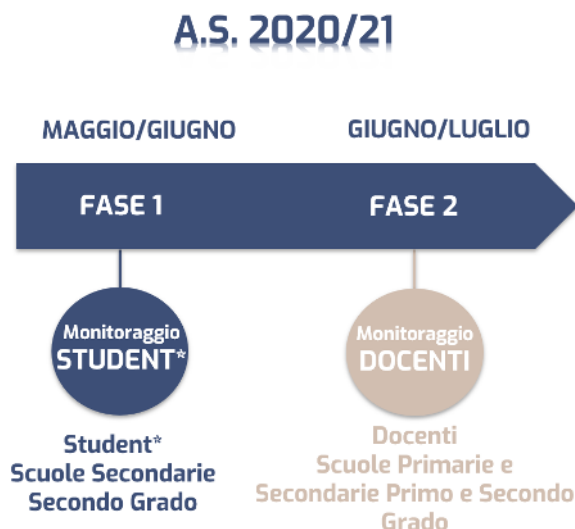 A.S. 2020/21
MAGGIO/GIUGNO
GIUGNO/LUGLIO
FASE 1
FASE 2
Monitoraggio
STUDENT*
Monitoraggio
DOCENTI
Student*
Scuole Secondarie
Secondo Grado
Docenti
Scuole Primarie e
Secondarie Primo e Secondo
Grado